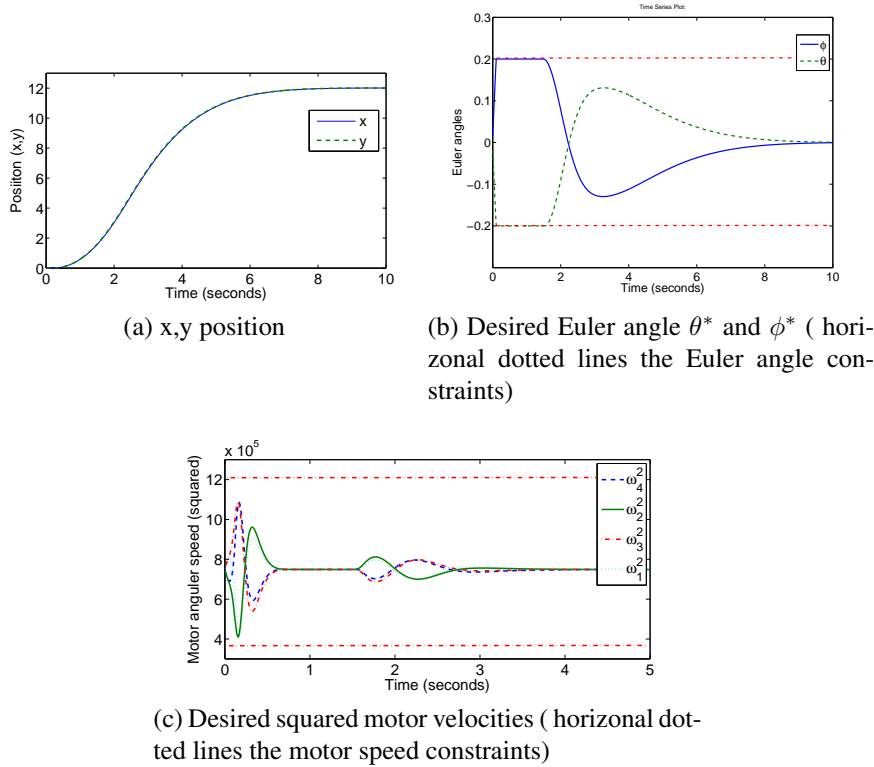 Posiiton (x,y)
12
10
8
6
4
2
0
0 2 4 6 8 10
Time (seconds)
x
y
(a) x,y position
Time Series Plot:
Euler angles
0.3
0.2
0.1
0
−0.1
−0.2
0 2 4 6 8 10
Time (seconds)
ϕ
θ
(b) Desired Euler angle θ* and ϕ* ( hori-
zonal dotted lines the Euler angle con-
straints)
x 10^5
Motor anguler speed (squared)
12
10
8
6
4
0 1 2 3 4 5
Time (seconds)
ω_4^2
ω_2^2
ω_3^2
ω_1^2
(c) Desired squared motor velocities ( horizonal dot-
ted lines the motor speed constraints)